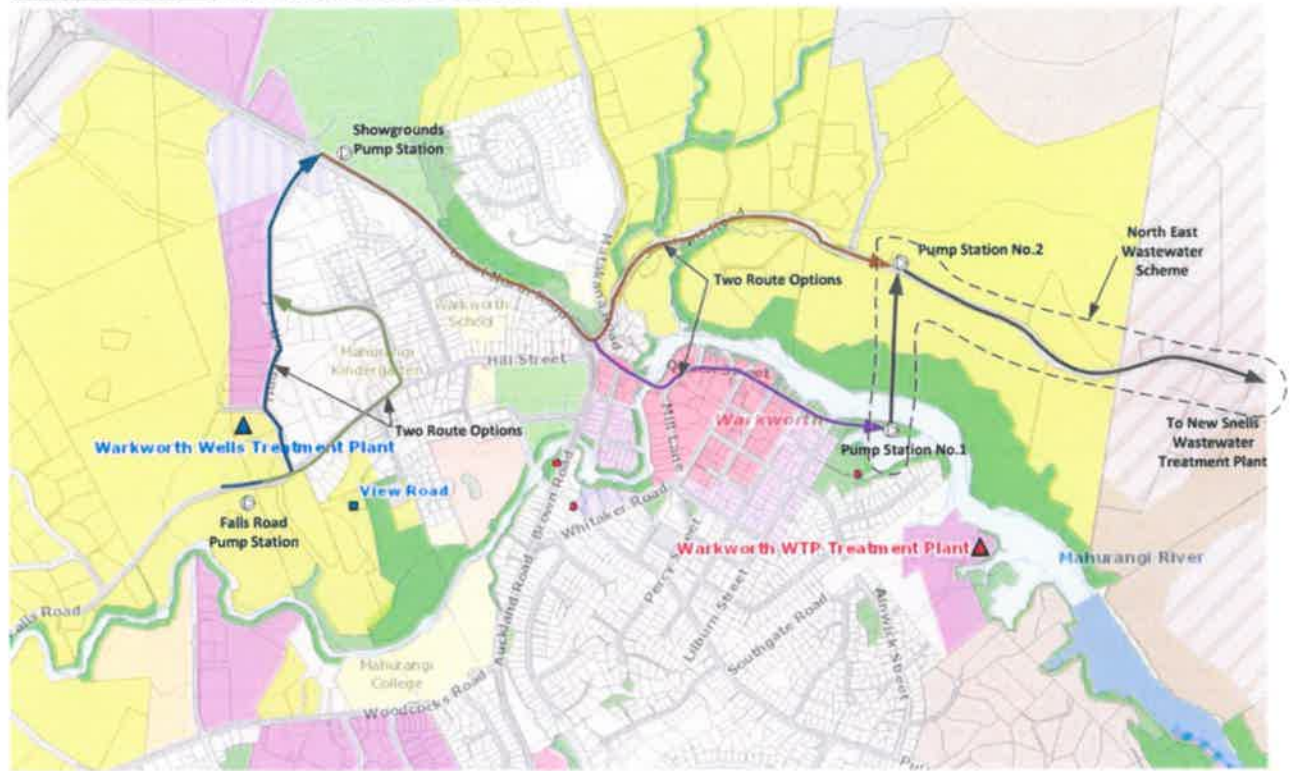 Showgrounds
Pump Station
North East
Wastewater
Scheme
Pump Station No.2
Two Route Options
Warkworth
School
Hill Street
Mahurangi
Kindergarten
Two Route Options
Warkworth Wells Treatment Plant
View Road
Falls Road
Pump Station
Mill Lane
Warkworth
Pump Station No.1
To New Snells
Wastewater
Treatment Plant
Brown Road
Whitaker Road
Percy Street
Warkworth WTP Treatment Plant
Mahurangi River
Lilburn Street
Southgate Road
Alnwick Street
Auckland Road
Mahurangi
College
Woodcocks Road